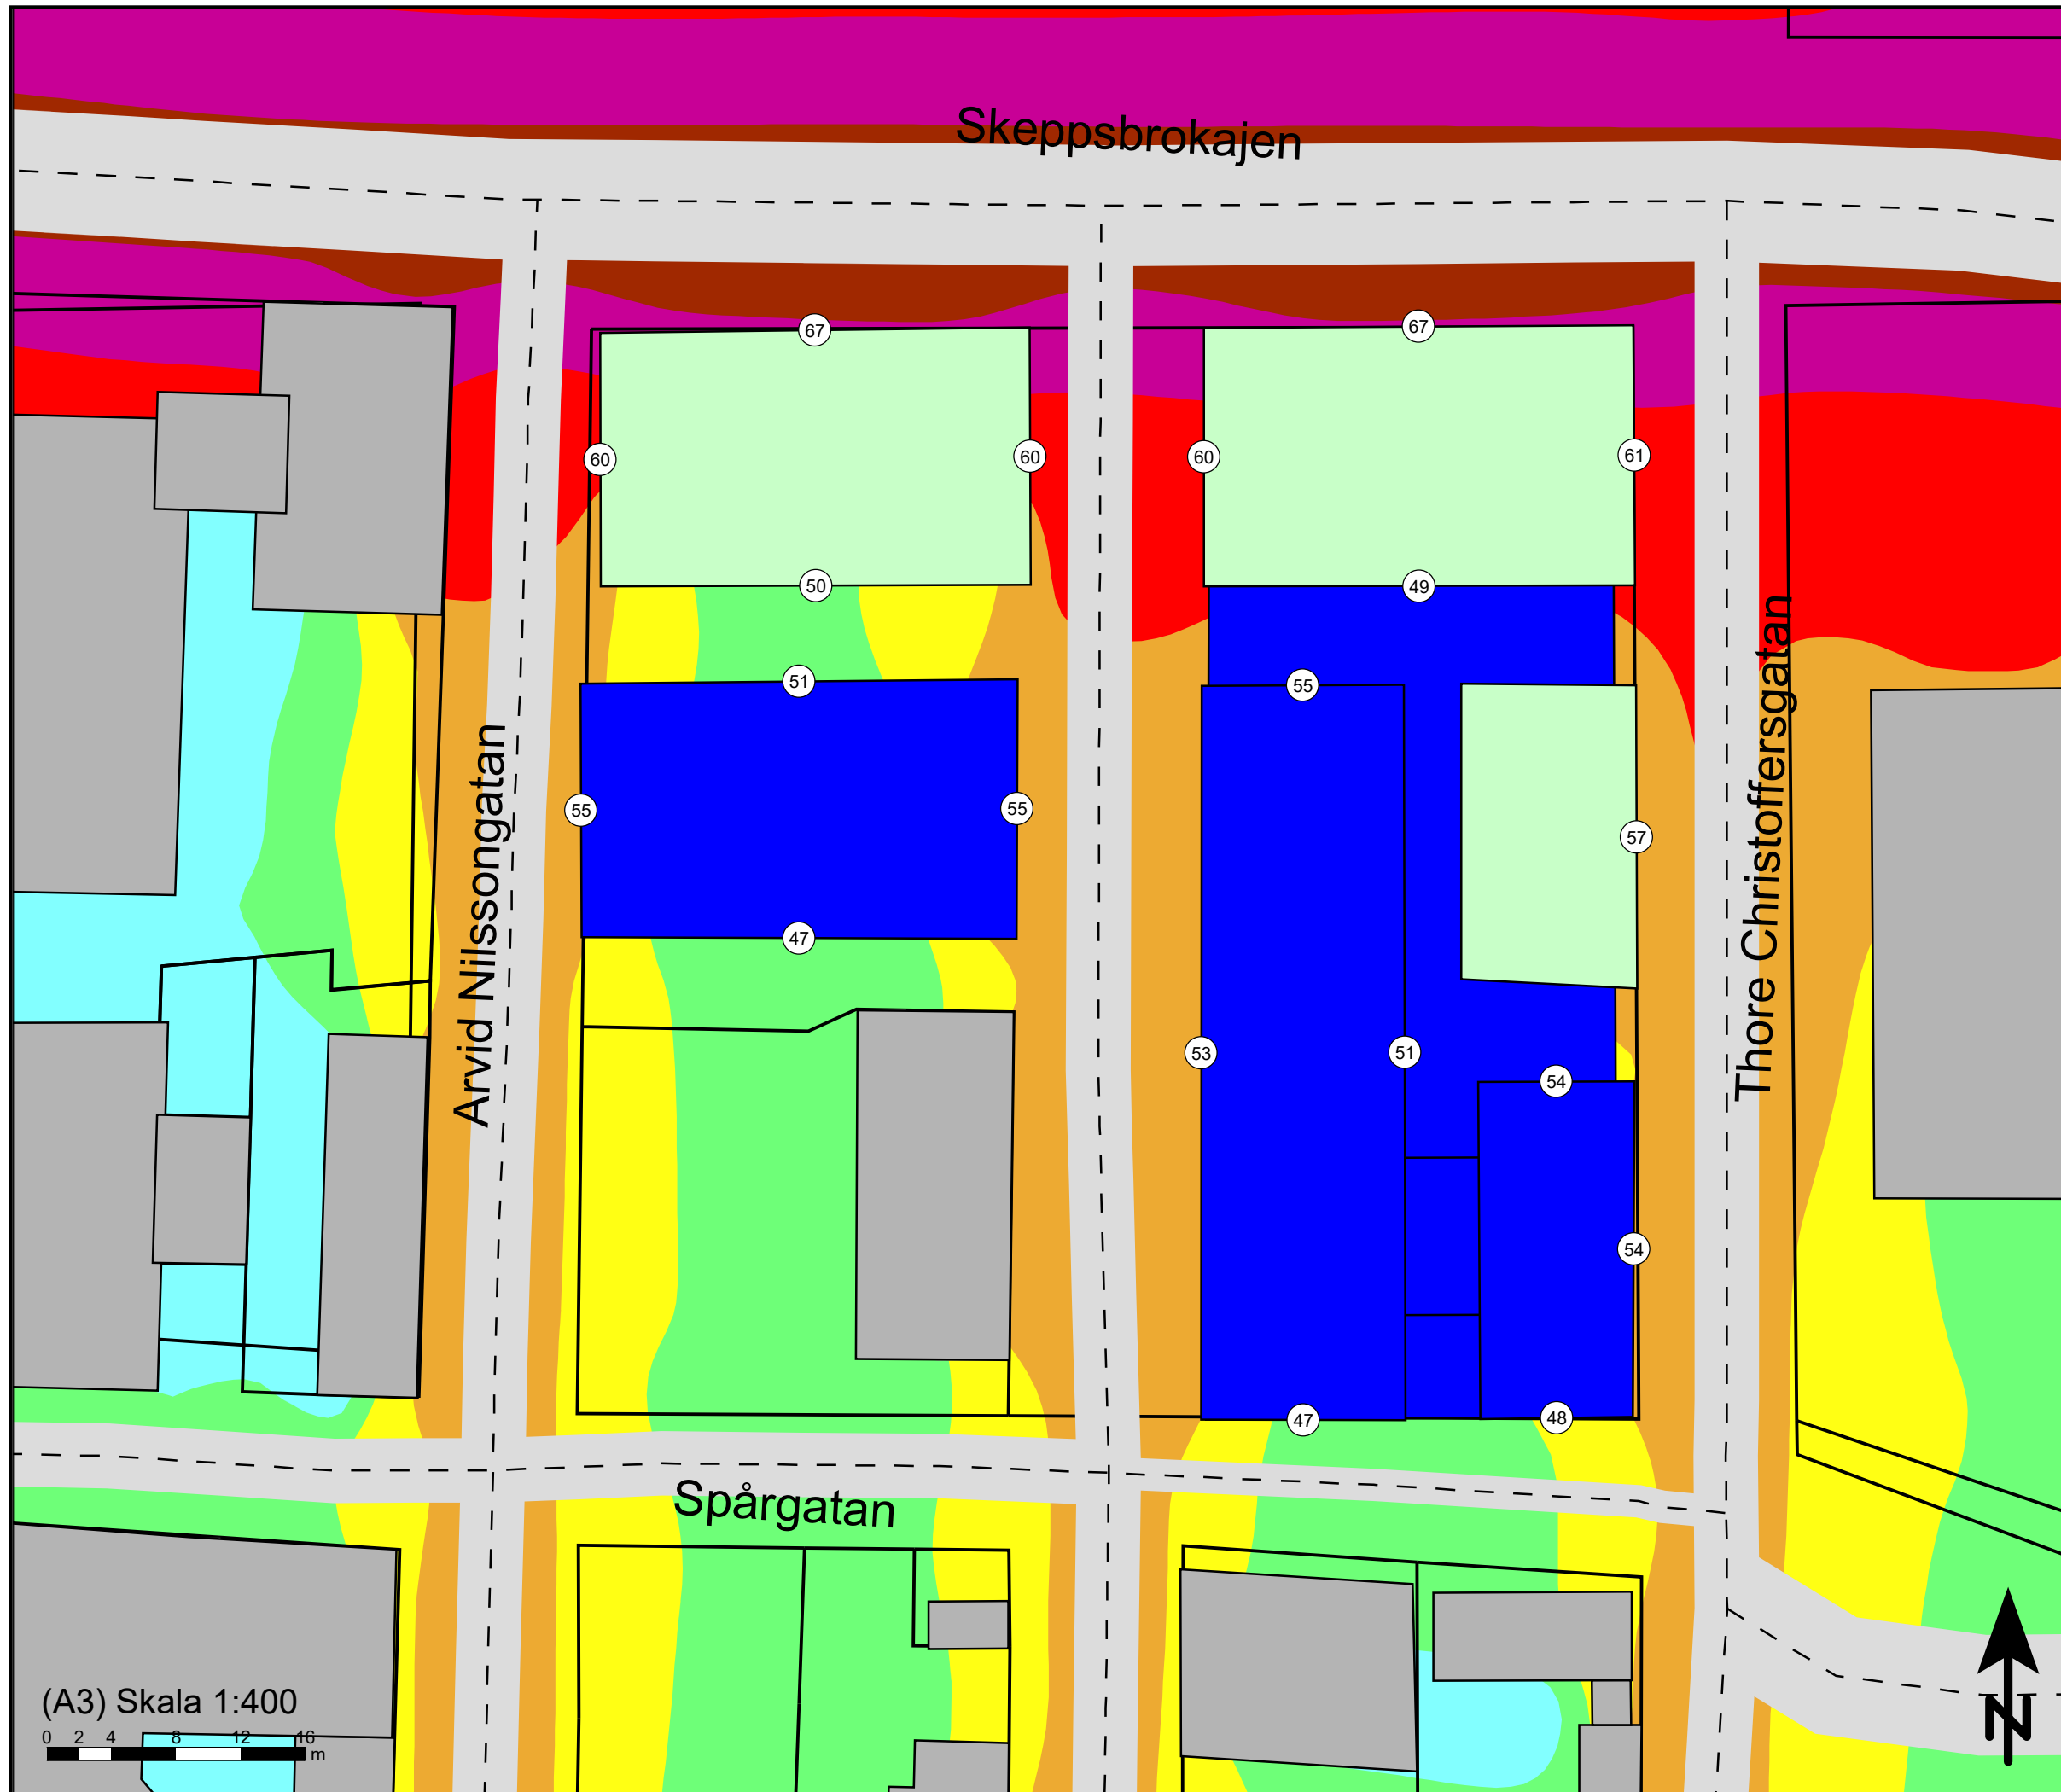 Skeppsbrokajen
67
67
60
60
60
61
50
49
51
55
55
55
57
47
53
51
54
54
47
48
Arvid Nilssongatan
Thore Christoffersgatan
Spårgatan
(A3) Skala 1:400
0 2 4 8 12 16
m
N